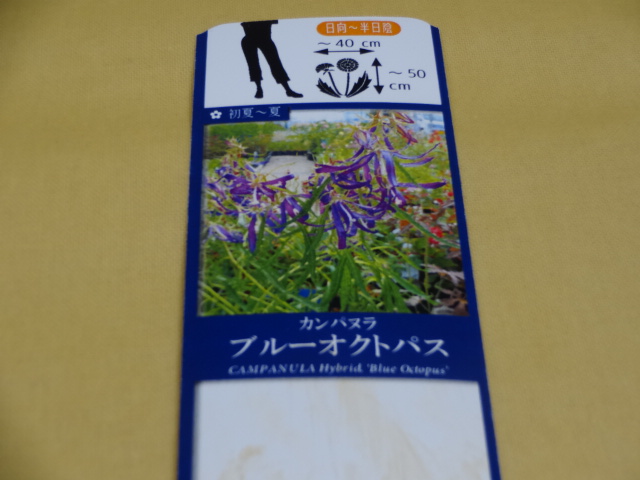 日向～半日陰
～ 40 cm
～ 50
cm
初夏～夏
カンパヌラ
ブルーオクトパス
CAMPANULA Hybrid. 'Blue Octopus'